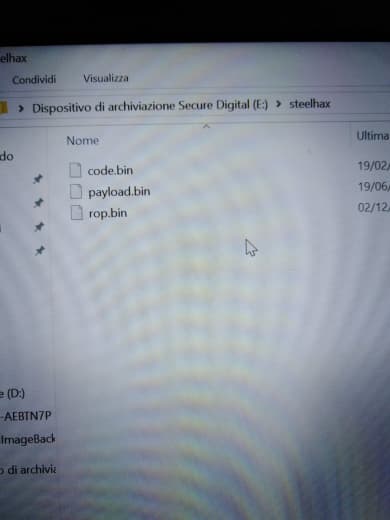 elhax
Condividi Visualizza
> Dispositivo di archiviazione Secure Digital (E:) > steelhax
do
Nome Ultima
code.bin 19/02/
payload.bin 19/06/
rop.bin 02/12/
e (D:)
-AEBTN7P
ImageBack
o di archivia